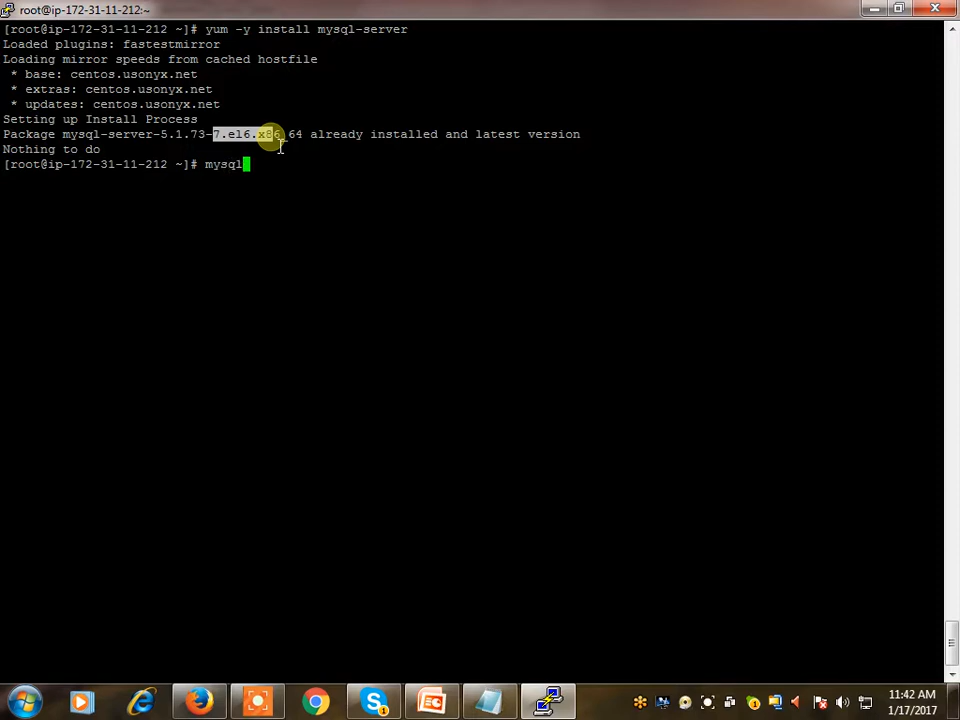 root@ip-172-31-11-212:~
[root@ip-172-31-11-212 ~]# yum -y install mysql-server
Loaded plugins: fastestmirror
Loading mirror speeds from cached hostfile
 * base: centos.usonyx.net
 * extras: centos.usonyx.net
 * updates: centos.usonyx.net
Setting up Install Process
Package mysql-server-5.1.73-7.el6.x86_64 already installed and latest version
Nothing to do
[root@ip-172-31-11-212 ~]# mysql
11:42 AM
1/17/2017